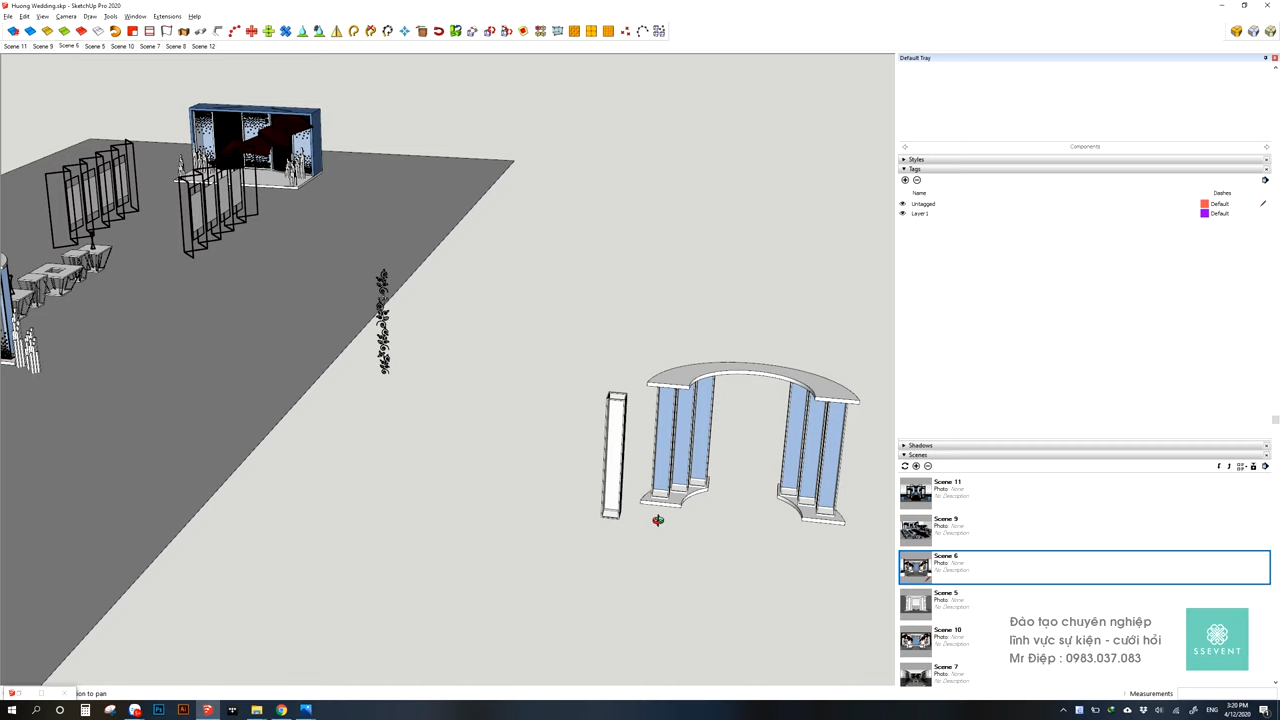 Huong Wedding.skp - SketchUp Pro 2020
File Edit View Camera Draw Tools Window Extensions Help
Scene 11 Scene 9 Scene 6 Scene 5 Scene 10 Scene 7 Scene 8 Scene 12
Default Tray
Components
Styles
Tags
Name Dashes
Untagged Default
Layer1 Default
Shadows
Scenes
Scene 11
Photo: None
No Description
Scene 9
Photo: None
No Description
Scene 6
Photo: None
No Description
Scene 5
Photo: None
No Description
Scene 10
Photo: None
No Description
Scene 7
Photo: None
No Description
Đào tạo chuyên nghiệp
lĩnh vực sự kiện - cưới hỏi
Mr Điệp : 0983.037.083
SSEVENT
ion to pan
Measurements
ENG
3:20 PM
4/12/2020